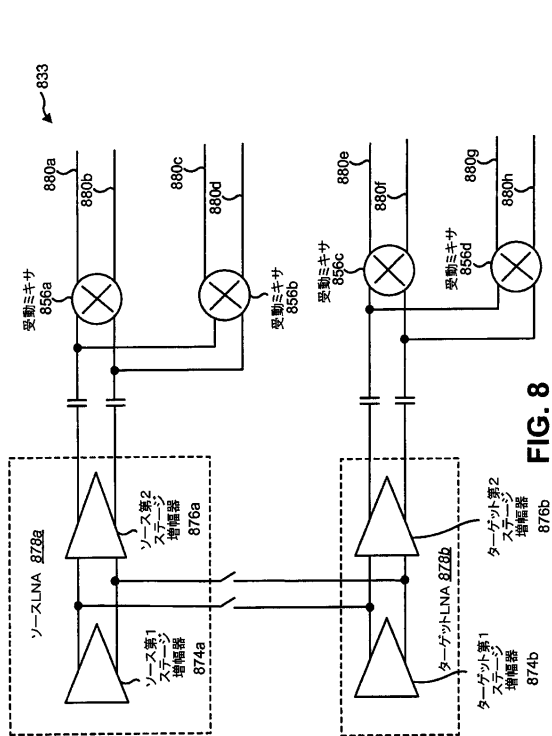 833
880a
880b
880c
880d
受動ミキサ
856a
受動ミキサ
856b
ソースLNA 878a
ソース第1
ステージ
増幅器
874a
ソース第2
ステージ
増幅器
876a
880e
880f
880g
880h
受動ミキサ
856c
受動ミキサ
856d
ターゲットLNA 878b
ターゲット第1
ステージ
増幅器
874b
ターゲット第2
ステージ
増幅器
876b
FIG. 8